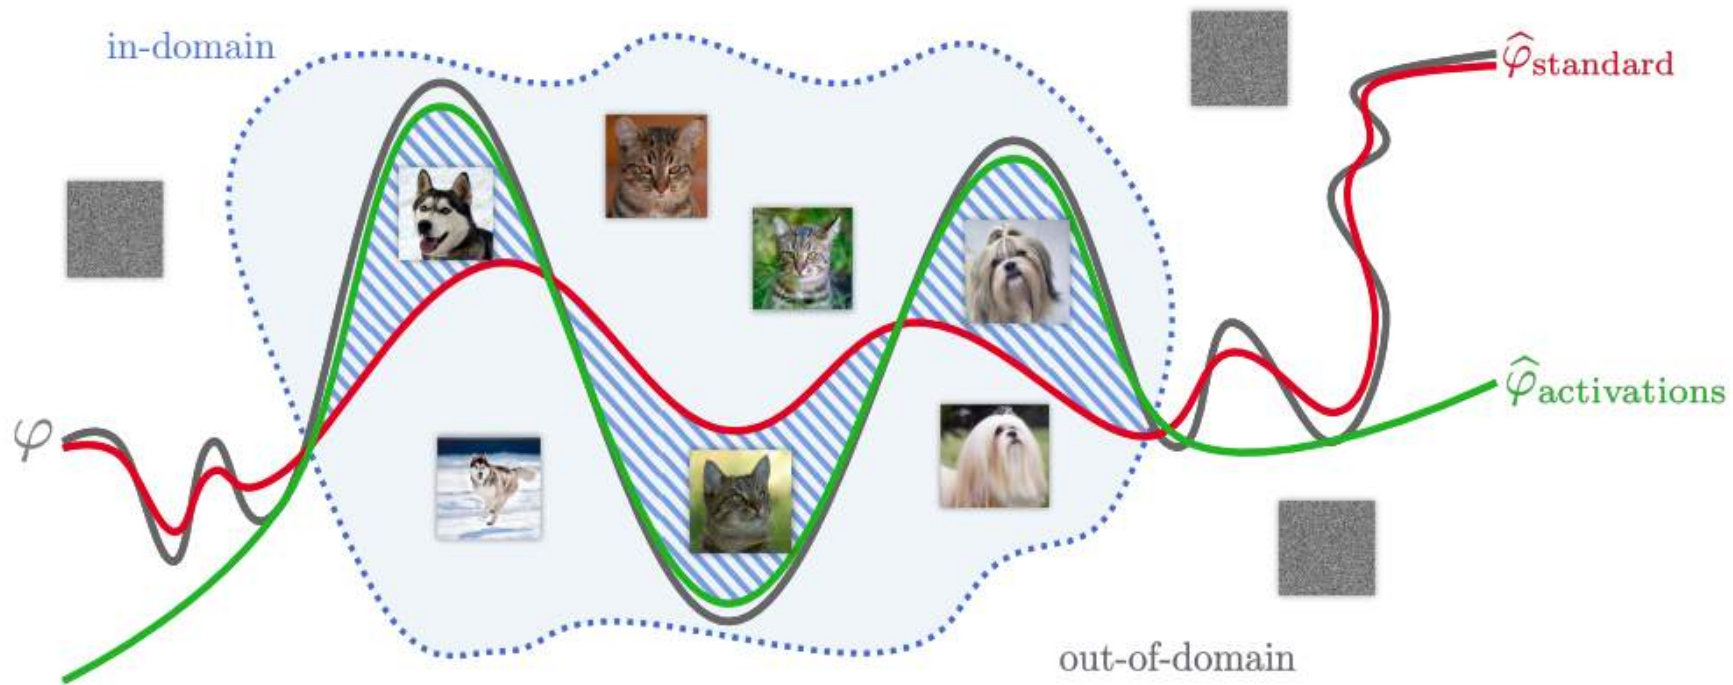 in-domain
φ̂standard
φ̂activations
φ
out-of-domain